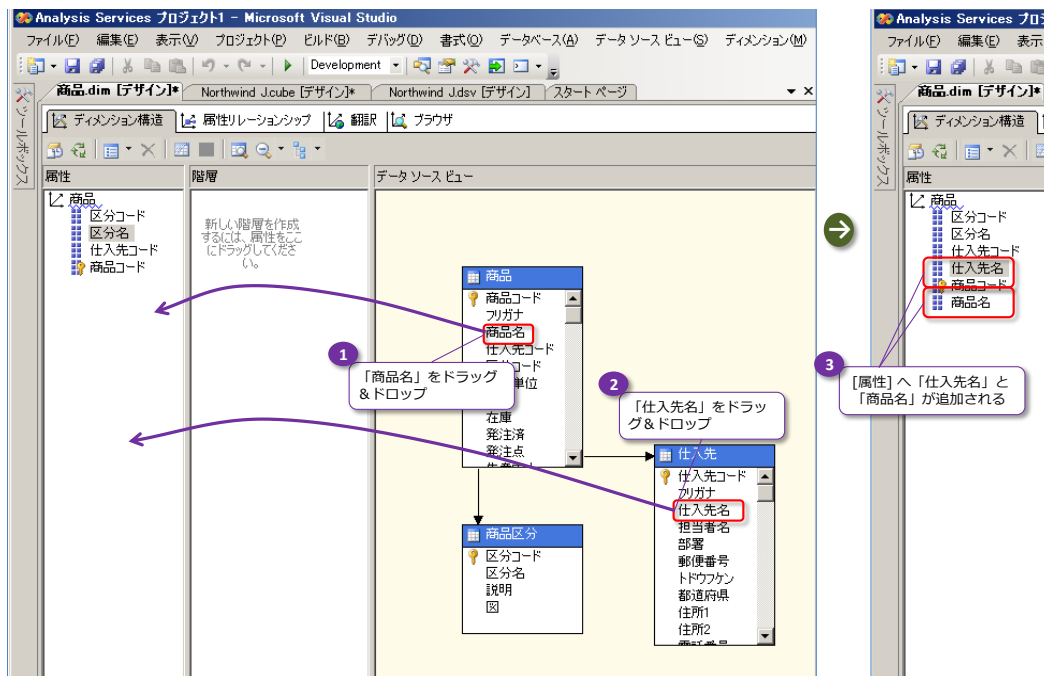 Analysis Services プロジェクト1 - Microsoft Visual Studio
ファイル(F) 編集(E) 表示(V) プロジェクト(P) ビルド(B) デバッグ(D) 書式(O) データベース(A) データ ソース ビュー(S) ディメンション(M)
Development
商品.dim [デザイン]* Northwind J.cube [デザイン]* Northwind J.dsv [デザイン] スタート ページ
ツールボックス
ディメンション構造 属性リレーションシップ 翻訳 ブラウザ
属性
商品
区分コード
区分名
仕入先コード
商品コード
階層
新しい階層を作成
するには、属性をここ
にドラッグしてくださ
い。
データ ソース ビュー
商品
商品コード
フリガナ
商品名
仕入先コード
コード
単位
在庫
発注済
発注点
1
「商品名」をドラッグ
&ドロップ
2
「仕入先名」をドラッ
グ&ドロップ
仕入先
仕入先コード
フリガナ
仕入先名
担当者名
部署
郵便番号
トドウフケン
都道府県
住所1
住所2
電話番号
商品区分
区分コード
区分名
説明
図
Analysis Services プロジ
ファイル(F) 編集(E) 表示
商品.dim [デザイン]*
ツールボックス
ディメンション構造
属性
商品
区分コード
区分名
仕入先コード
仕入先名
商品コード
商品名
3
[属性] へ「仕入先名」と
「商品名」が追加される